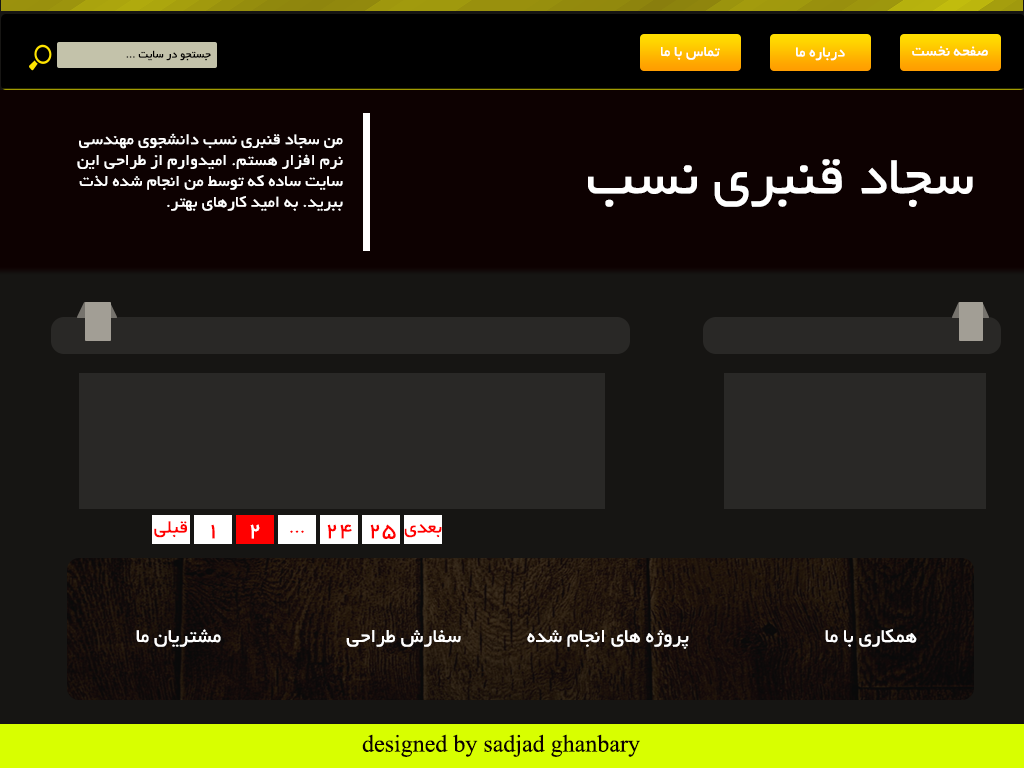 صفحه نخست
درباره ما
تماس با ما
جستجو در سایت ...
سجاد قنبری نسب
من سجاد قنبری نسب دانشجوی مهندسی
نرم افزار هستم. امیدوارم از طراحی این
سایت ساده که توسط من انجام شده لذت
ببرید. به امید کارهای بهتر.
قبلی ۱ ۲ ... ۲۴ ۲۵ بعدی
همکاری با ما
پروژه های انجام شده
سفارش طراحی
مشتریان ما
designed by sadjad ghanbary